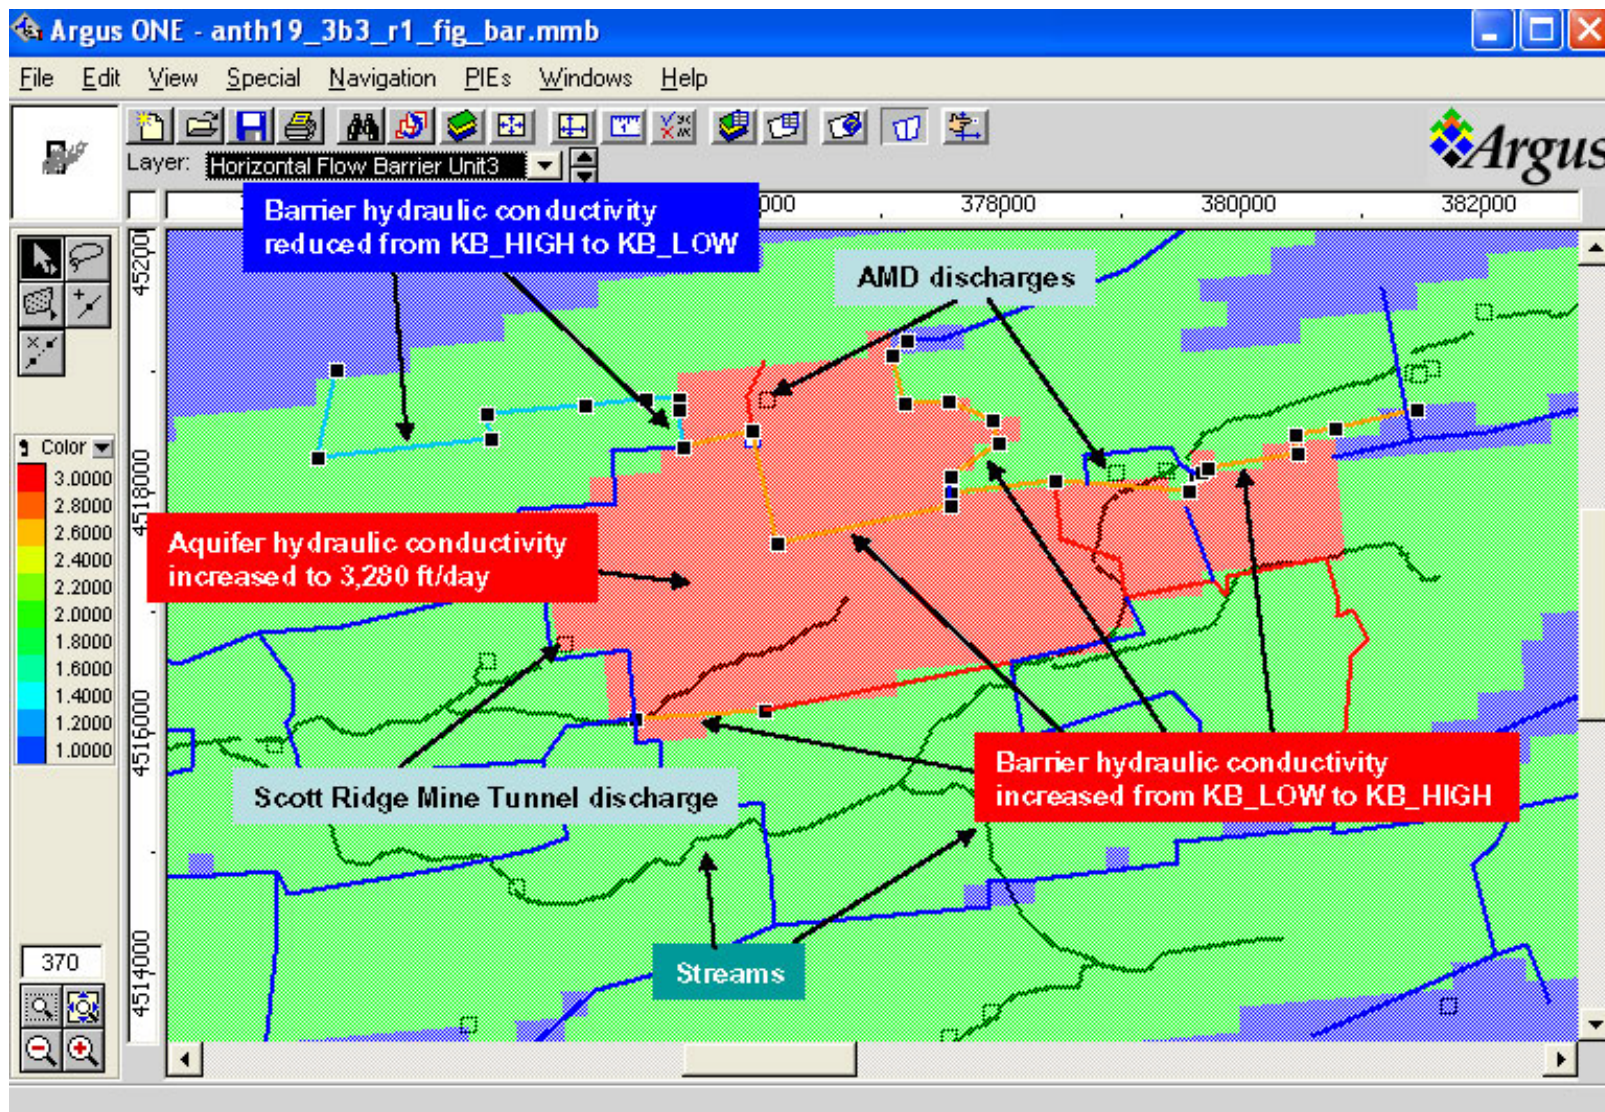 Argus ONE - anth19_3b3_r1_fig_bar.mmb
File Edit View Special Navigation PIEs Windows Help
Layer: Horizontal Flow Barrier Unit3
Argus
378000 380000 382000
Barrier hydraulic conductivity
reduced from KB_HIGH to KB_LOW
AMD discharges
Color
3.0000
2.8000
2.6000
2.4000
2.2000
2.0000
1.8000
1.6000
1.4000
1.2000
1.0000
4518000
4516000
4514000
Aquifer hydraulic conductivity
increased to 3,280 ft/day
Scott Ridge Mine Tunnel discharge
Barrier hydraulic conductivity
increased from KB_LOW to KB_HIGH
Streams
370